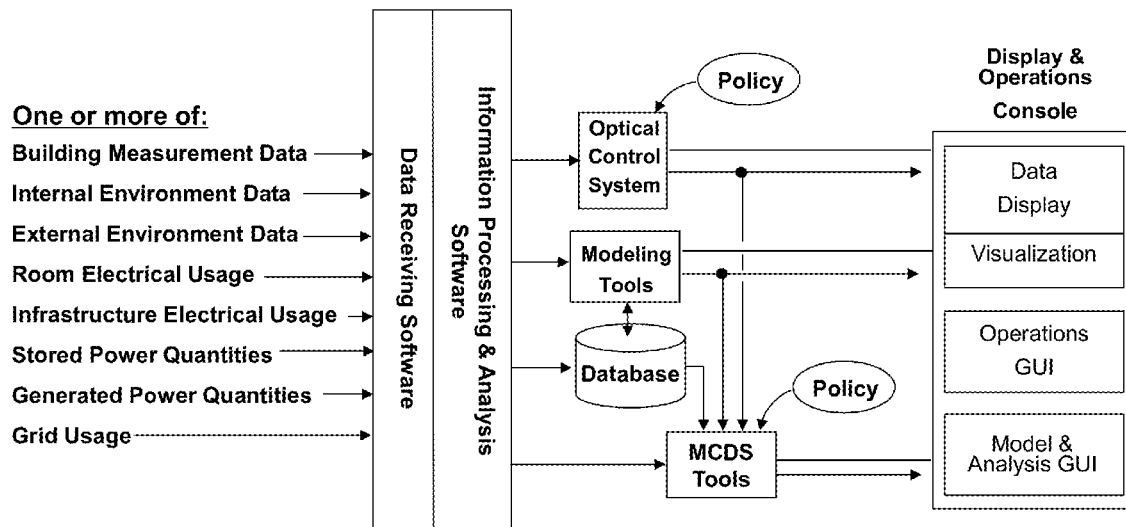 One or more of:
Building Measurement Data
Internal Environment Data
External Environment Data
Room Electrical Usage
Infrastructure Electrical Usage
Stored Power Quantities
Generated Power Quantities
Grid Usage
Data Receiving Software
Information Processing & Analysis
Software
Policy
Optical
Control
System
Modeling
Tools
Database
Policy
MCDS
Tools
Display &
Operations
Console
Data
Display
Visualization
Operations
GUI
Model &
Analysis GUI